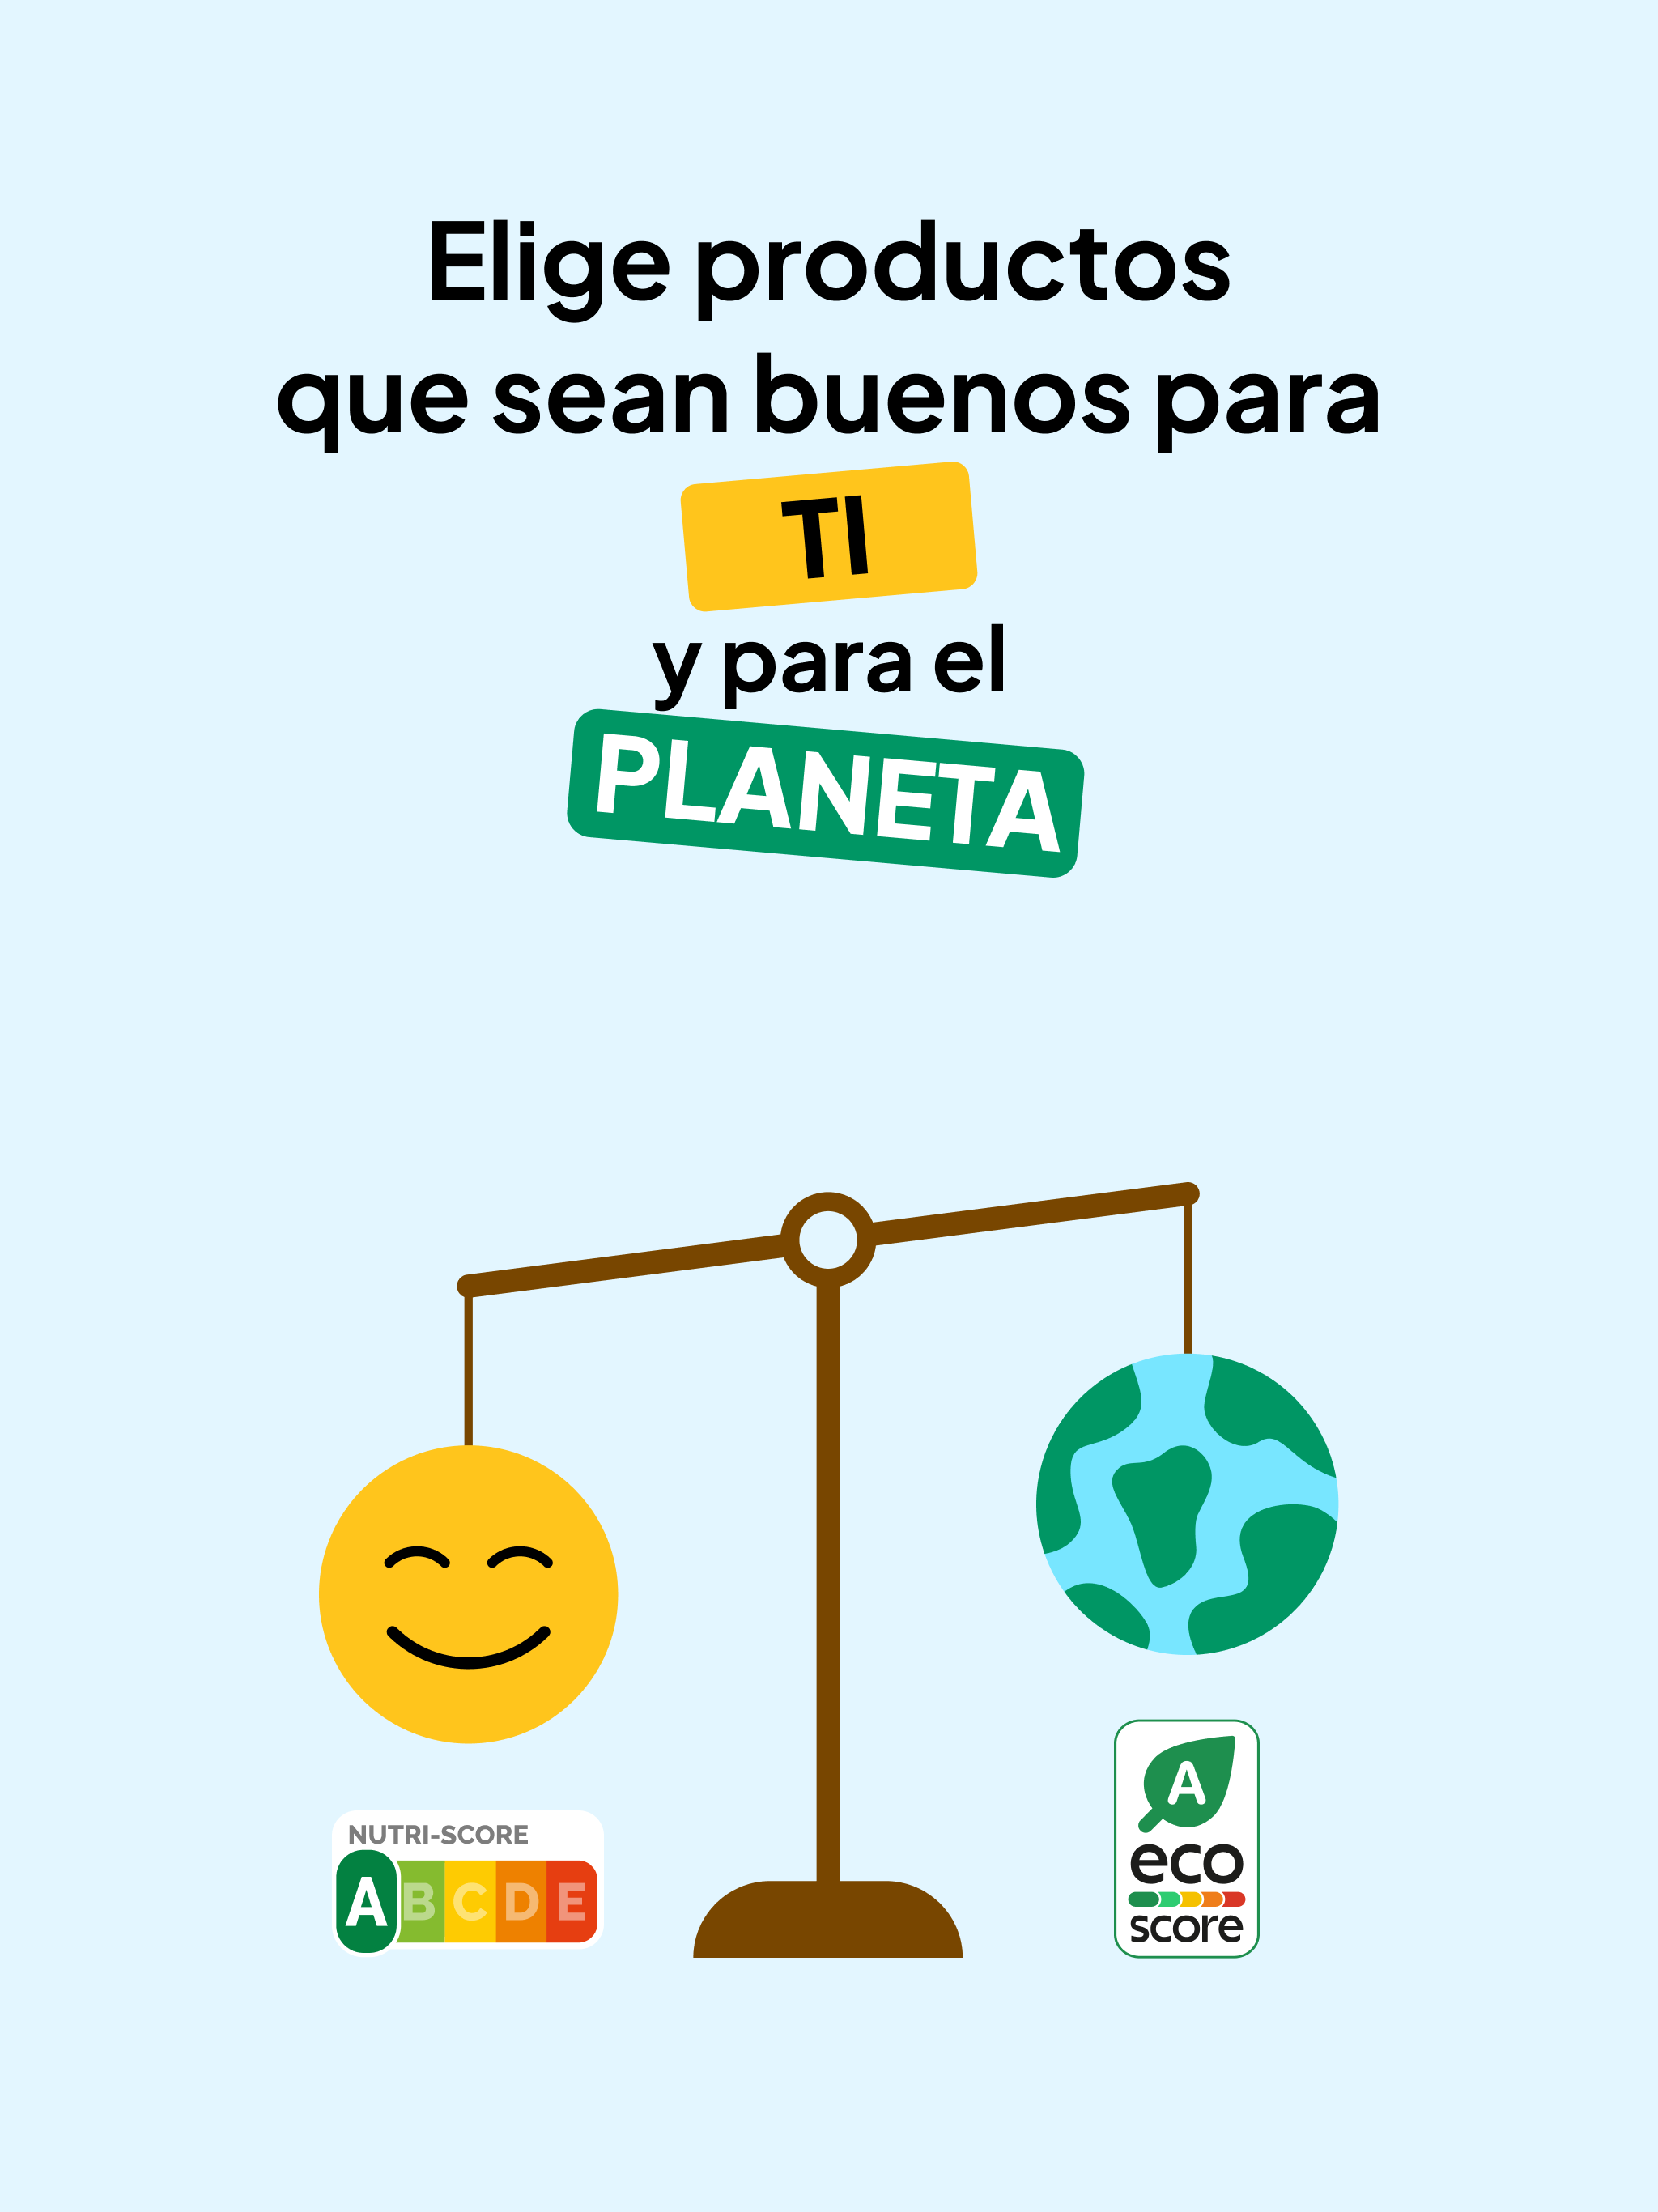 Elige productos
que sean buenos para
TI
y para el
PLANETA
NUTRI-SCORE
A B C D E
A
eco
score